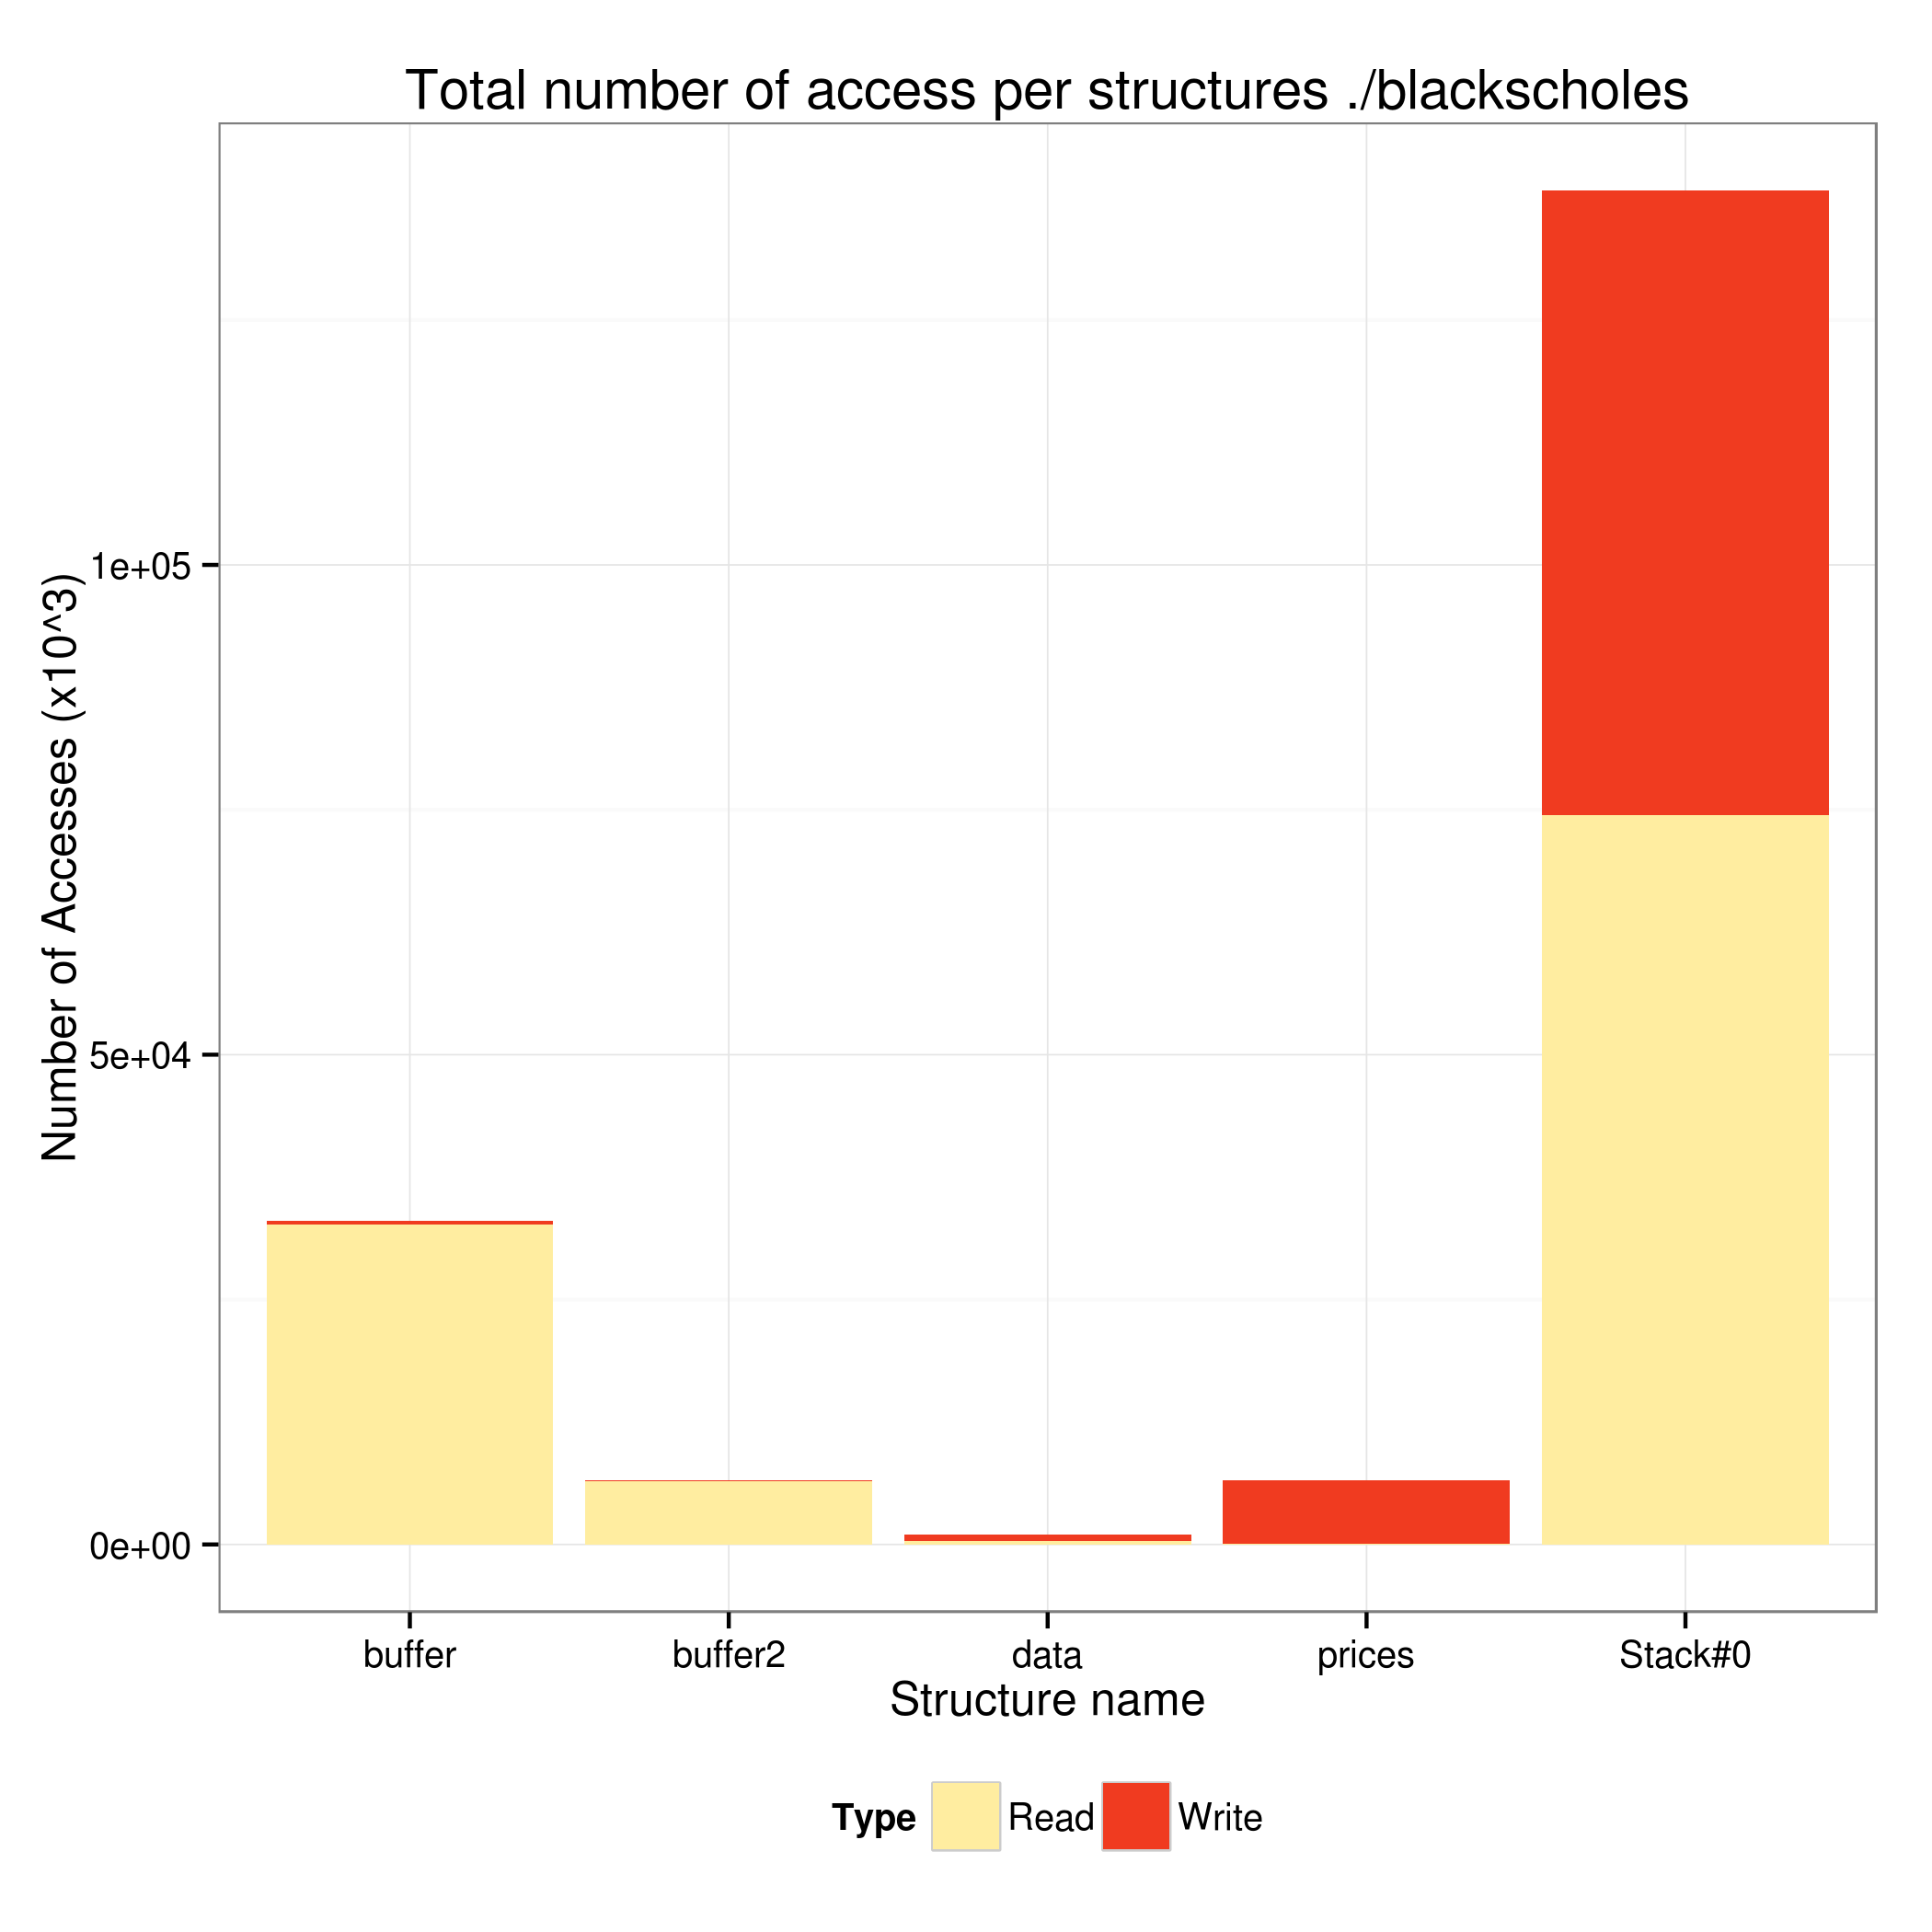 Total number of access per structures ./blackscholes
Number of Accesses (x10^3)
1e+05
5e+04
0e+00
buffer buffer2 data prices Stack#0
Structure name
Type Read Write